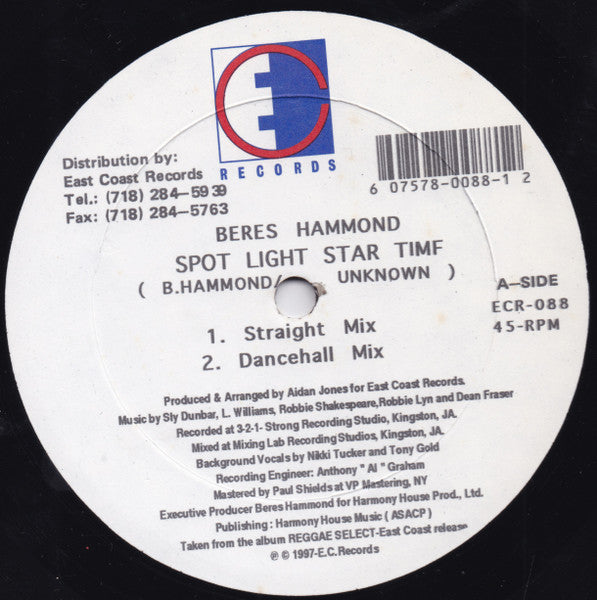 E
RECORDS
Distribution by:
East Coast Records
Tel.: (718) 284-5939
Fax: (718) 284-5763
6 07578-0088-1 2
BERES HAMMOND
SPOT LIGHT STAR TIMF
( B.HAMMOND/ UNKNOWN )
A-SIDE
ECR-088
45-RPM
1. Straight Mix
2. Dancehall Mix
Produced & Arranged by Aidan Jones for East Coast Records.
Music by Sly Dunbar, L. Williams, Robbie Shakespeare,Robbie Lyn and Dean Fraser
Recorded at 3-2-1- Strong Recording Studio, Kingston, JA.
Mixed at Mixing Lab Recording Studios, Kingston, JA.
Background Vocals by Nikki Tucker and Tony Gold
Recording Engineer: Anthony " Al " Graham
Mastered by Paul Shields at VP Mastering, NY
Executive Producer Beres Hammond for Harmony House Prod., Ltd.
Publishing : Harmony House Music ( ASACP )
Taken from the album REGGAE SELECT-East Coast release
℗ © 1997-E.C.Records